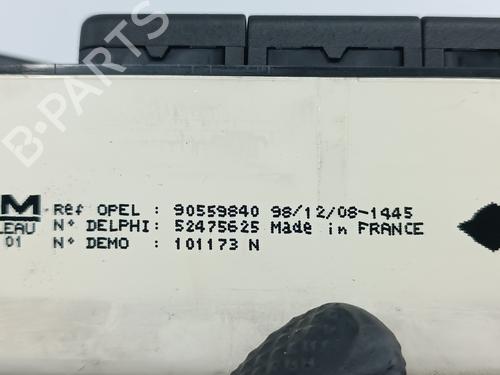 B-PARTS
M Ref OPEL : 90559840 98/12/08-1445
LEAU N° DELPHI: 52475625 Made in FRANCE
01 N° DEMO : 101173 N